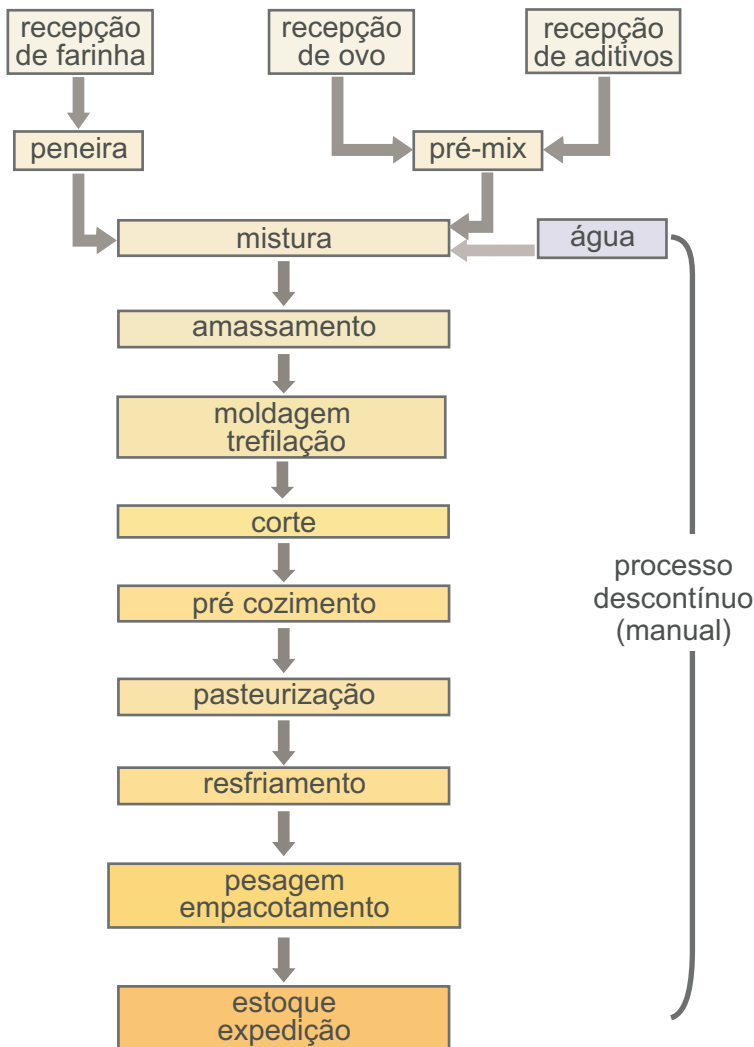 recepção
de farinha
recepção
de ovo
recepção
de aditivos
peneira
pré-mix
mistura
água
amassamento
moldagem
trefilação
corte
pré cozimento
processo
descontínuo
(manual)
pasteurização
resfriamento
pesagem
empacotamento
estoque
expedição